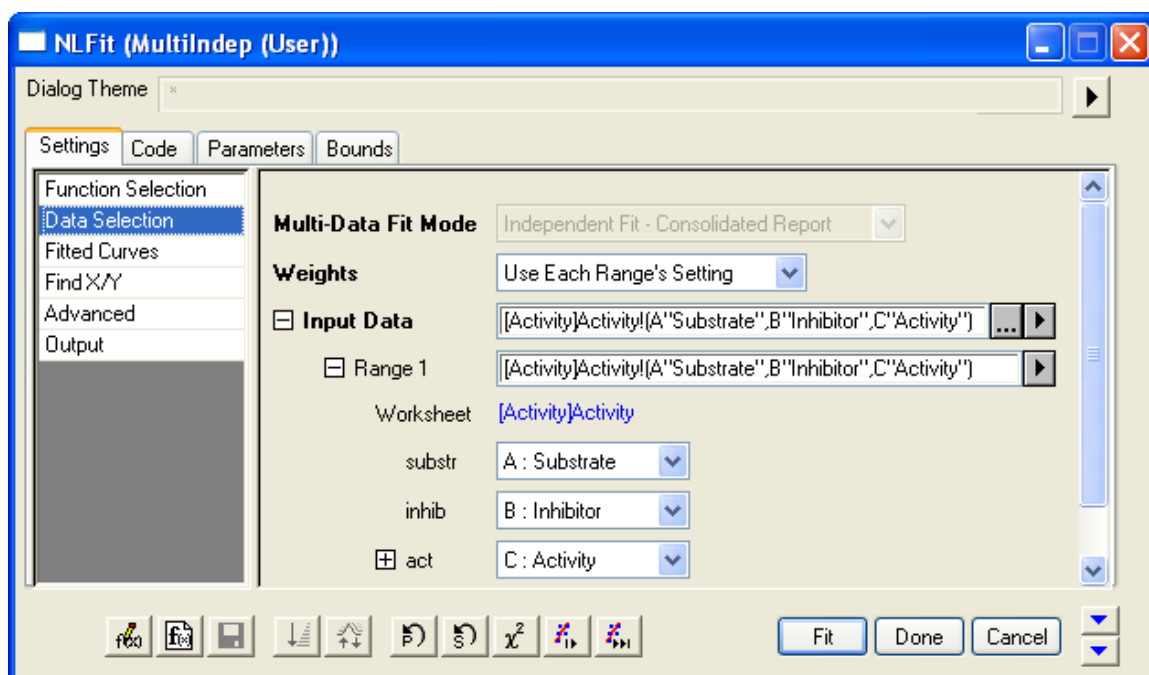 NLFit (MultiIndep (User))
Dialog Theme *
Settings Code Parameters Bounds
Function Selection
Data Selection
Fitted Curves
Find X/Y
Advanced
Output
Multi-Data Fit Mode Independent Fit - Consolidated Report
Weights Use Each Range's Setting
Input Data [Activity]Activity!(A"Substrate",B"Inhibitor",C"Activity") ...
Range 1 [Activity]Activity!(A"Substrate",B"Inhibitor",C"Activity")
Worksheet [Activity]Activity
substr A : Substrate
inhib B : Inhibitor
act C : Activity
f(x) f(x) P S χ² Fit Done Cancel